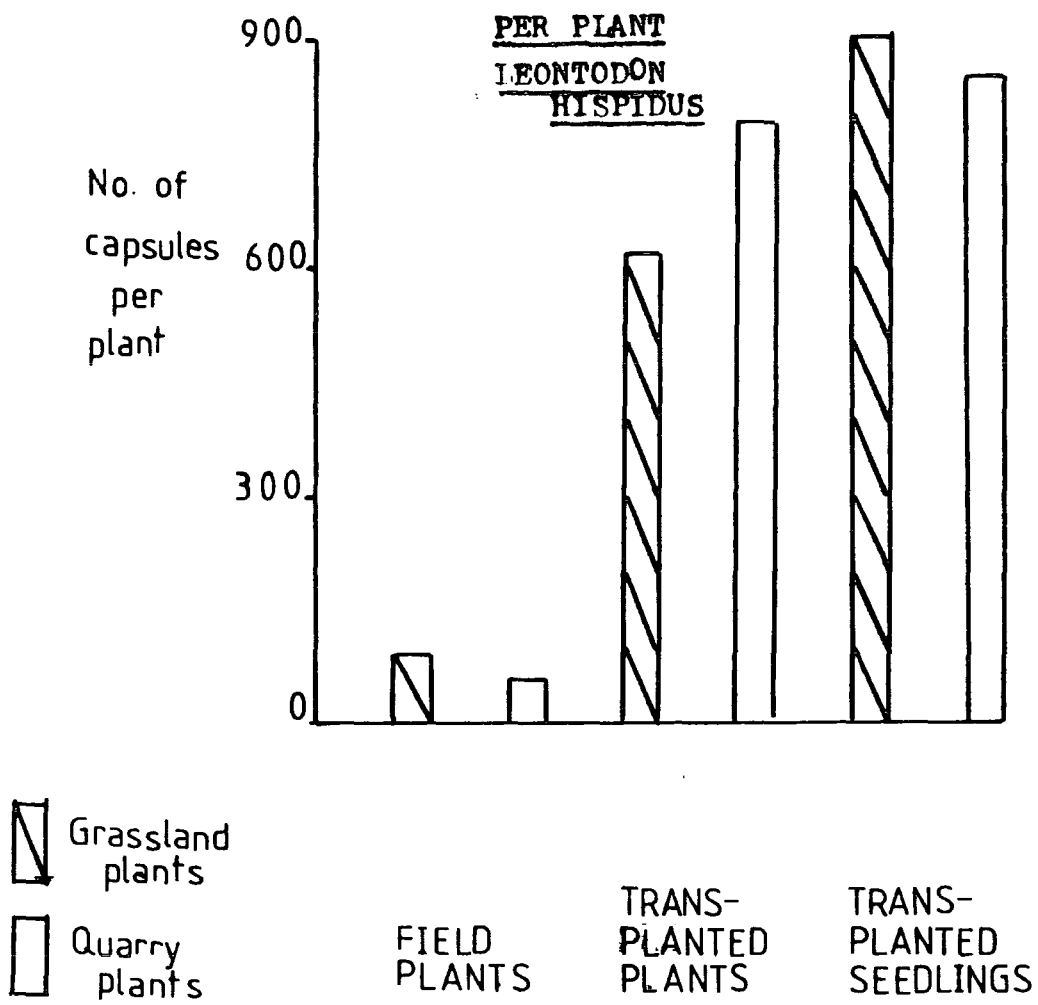 PER PLANT
LEONTODON
HISPIDUS
900
No. of
capsules
per
plant
600
300
0
Grassland
plants
Quarry
plants
FIELD
PLANTS
TRANS-
PLANTED
PLANTS
TRANS-
PLANTED
SEEDLINGS